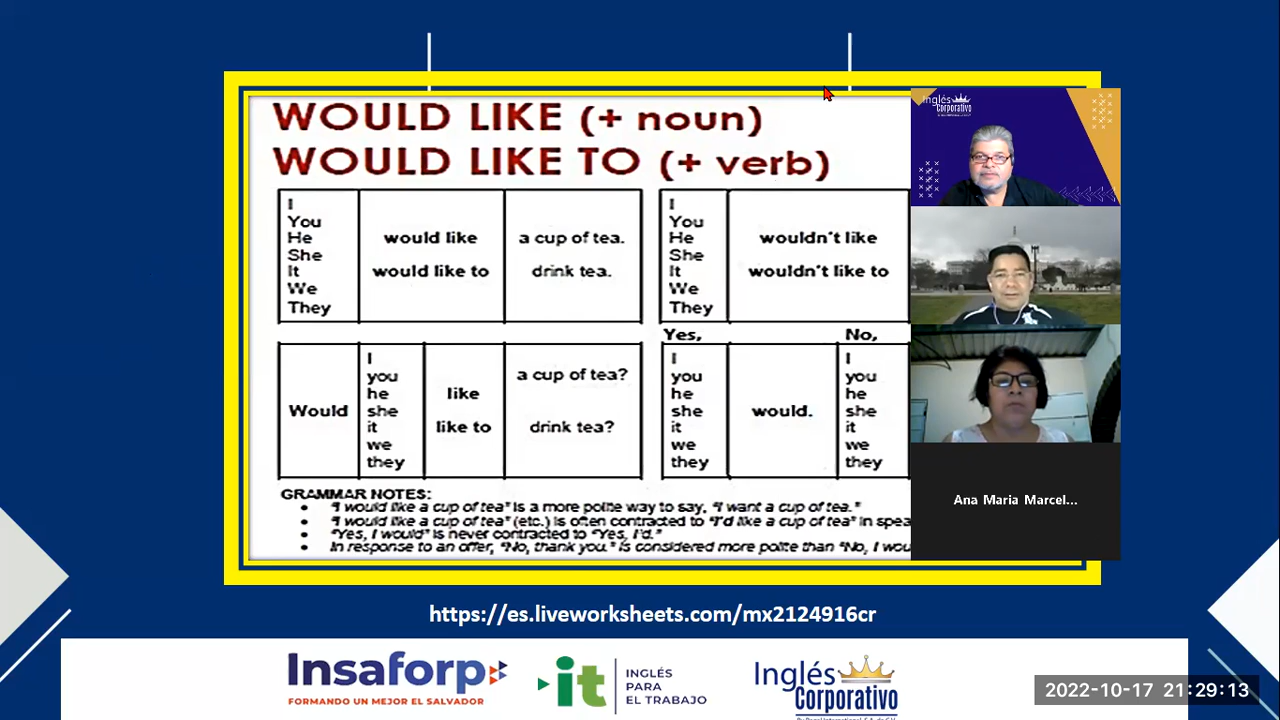 WOULD LIKE (+ noun)
WOULD LIKE TO (+ verb)
I
You
He
She
It
We
They
would like
would like to
a cup of tea.
drink tea.
I
You
He
She
It
We
They
wouldn't like
wouldn't like to
Would
I
you
he
she
it
we
they
like
like to
a cup of tea?
drink tea?
Yes,
I
you
he
she
it
we
they
would.
No,
I
you
he
she
it
we
they
GRAMMAR NOTES:
• "I would like a cup of tea" is a more polite way to say, "I want a cup of tea."
• "I would like a cup of tea" (etc.) is often contracted to "I'd like a cup of tea" in spea
• "Yes, I would" is never contracted to "Yes, I'd."
• In response to an offer, "No, thank you." is considered more polite than "No, I wou
Inglés
Corporativo
Ana Maria Marcel...
https://es.liveworksheets.com/mx2124916cr
Insaforp
FORMANDO UN MEJOR EL SALVADOR
it
INGLÉS
PARA
EL TRABAJO
Inglés
Corporativo
2022-10-17 21:29:13